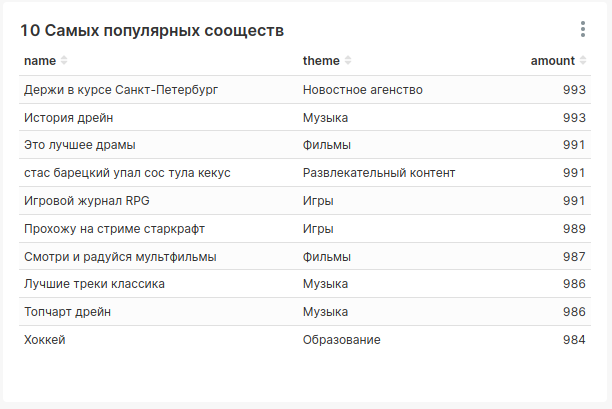 10 Самых популярных сооществ
name theme amount
Держи в курсе Санкт-Петербург Новостное агенство 993
История дрейн Музыка 993
Это лучшее драмы Фильмы 991
стас барецкий упал сос тула кекус Развлекательный контент 991
Игровой журнал RPG Игры 991
Прохожу на стриме старкрафт Игры 989
Смотри и радуйся мультфильмы Фильмы 987
Лучшие треки классика Музыка 986
Топчарт дрейн Музыка 986
Хоккей Образование 984